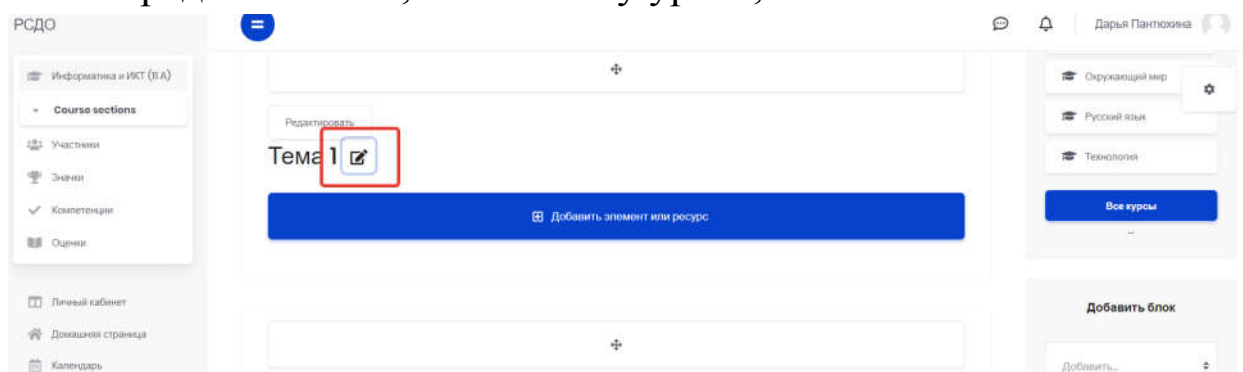 РСДО
Дарья Пантюхина
Информатика и ИКТ (11 А)
Course sections
Участники
Значки
Компетенции
Оценки
Личный кабинет
Домашняя страница
Календарь
Редактировать
Тема 1
Добавить элемент или ресурс
Окружающий мир
Русский язык
Технология
Все курсы
...
Добавить блок
Добавить...